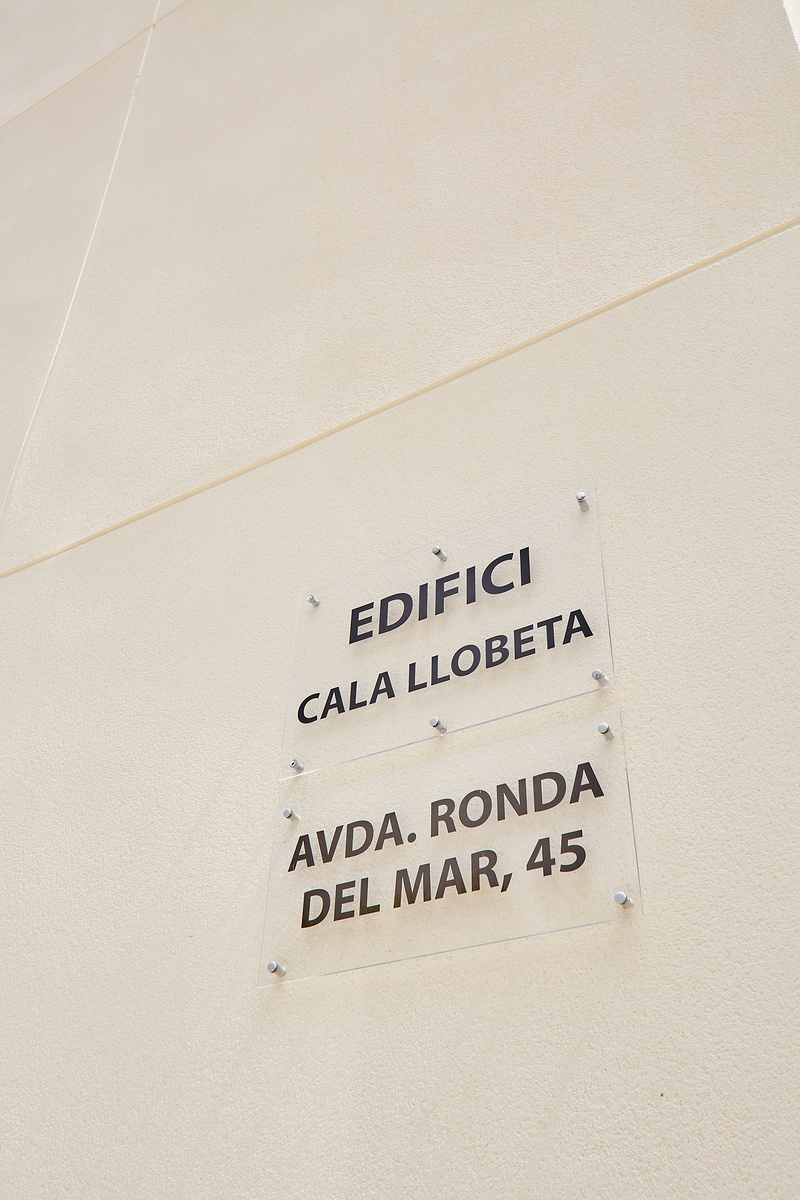 EDIFICI
CALA LLOBETA
AVDA. RONDA
DEL MAR, 45